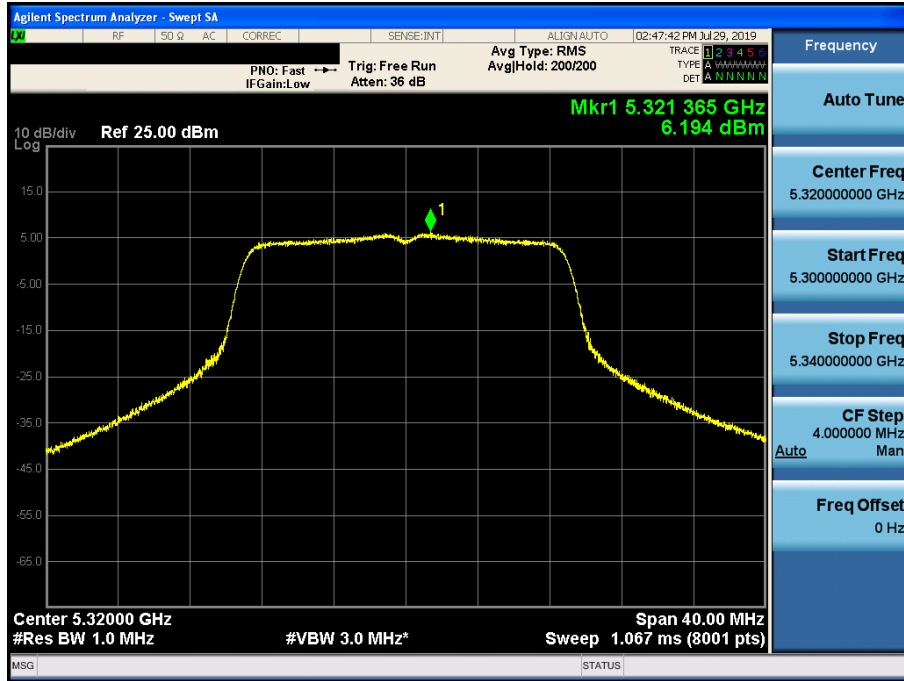 Agilent Spectrum Analyzer - Swept SA
LXI RF 50 Ω AC CORREC SENSE:INT ALIGNAUTO 02:47:42 PM Jul 29, 2019
Frequency
PNO: Fast Trig: Free Run Avg Type: RMS TRACE 1 2 3 4 5 6
IFGain:Low Atten: 36 dB Avg|Hold: 200/200 TYPE A WWWWW
DET A N N N N N
Auto Tune
Mkr1 5.321 365 GHz
6.194 dBm
10 dB/div Ref 25.00 dBm
Log
Center Freq
5.320000000 GHz
15.0
1
5.00
Start Freq
5.300000000 GHz
-5.00
-15.0
Stop Freq
5.340000000 GHz
-25.0
-35.0
CF Step
4.000000 MHz
Auto Man
-45.0
-55.0
Freq Offset
0 Hz
-65.0
Center 5.32000 GHz Span 40.00 MHz
#Res BW 1.0 MHz #VBW 3.0 MHz* Sweep 1.067 ms (8001 pts)
MSG STATUS